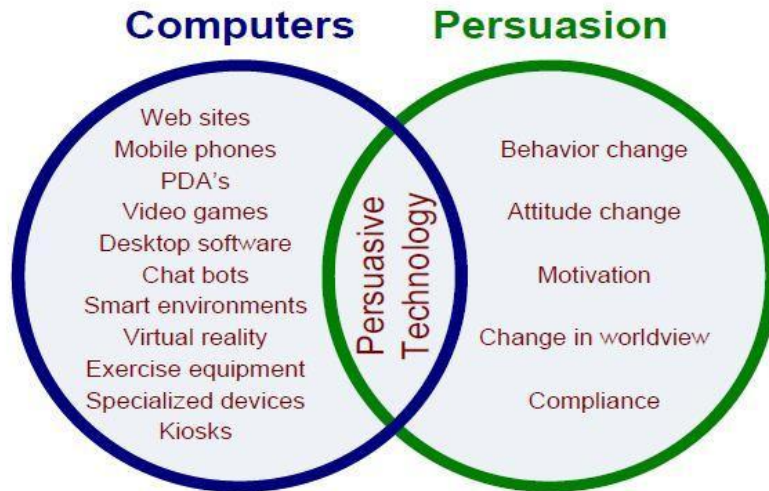 Computers
Persuasion
Web sites
Mobile phones
PDA's
Video games
Desktop software
Chat bots
Smart environments
Virtual reality
Exercise equipment
Specialized devices
Kiosks
Persuasive
Technology
Behavior change
Attitude change
Motivation
Change in worldview
Compliance